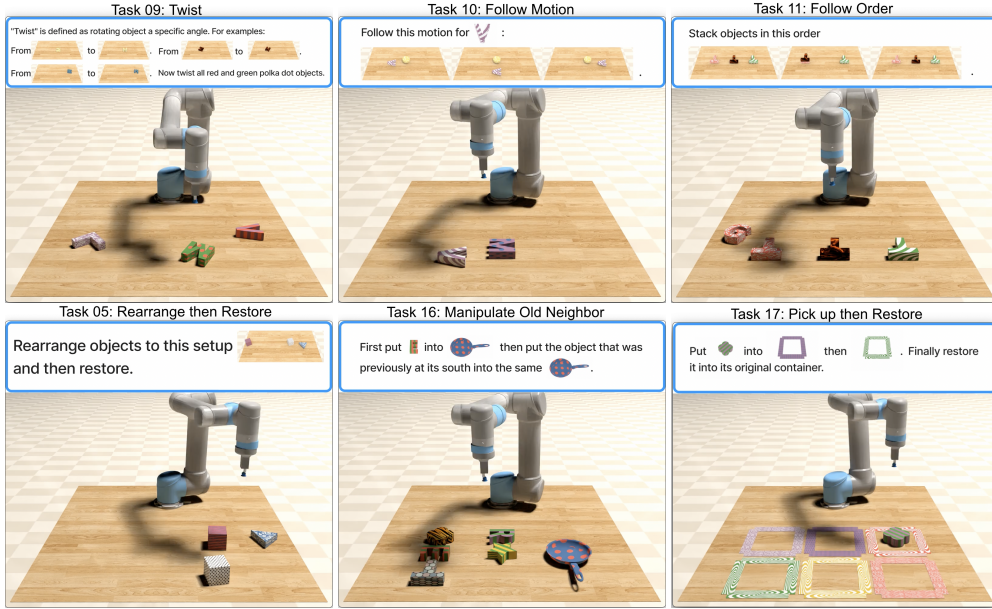 Task 09: Twist
"Twist" is defined as rotating object a specific angle. For examples:
From to . From to .
From to . Now twist all red and green polka dot objects.
Task 10: Follow Motion
Follow this motion for :
.
Task 11: Follow Order
Stack objects in this order
.
Task 05: Rearrange then Restore
Rearrange objects to this setup
and then restore.
Task 16: Manipulate Old Neighbor
First put into then put the object that was
previously at its south into the same .
Task 17: Pick up then Restore
Put into then . Finally restore
it into its original container.